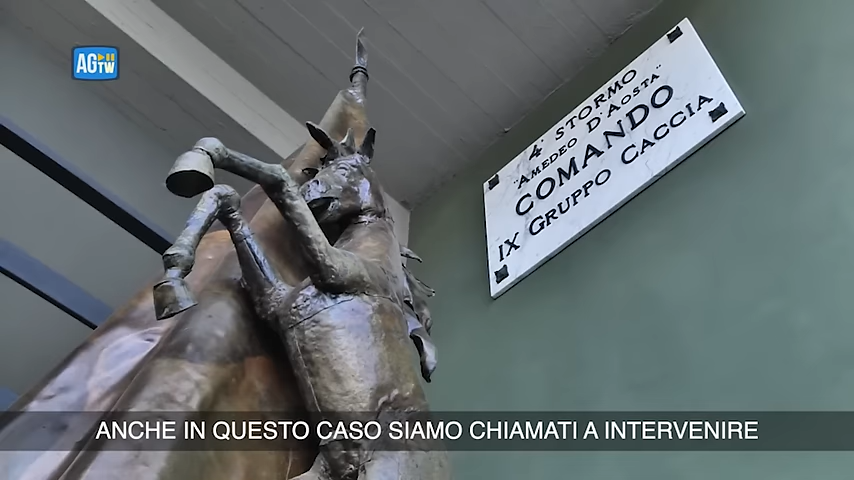 AGTW
4° STORMO
"AMEDEO D'AOSTA"
COMANDO
IX GRUPPO CACCIA
ANCHE IN QUESTO CASO SIAMO CHIAMATI A INTERVENIRE